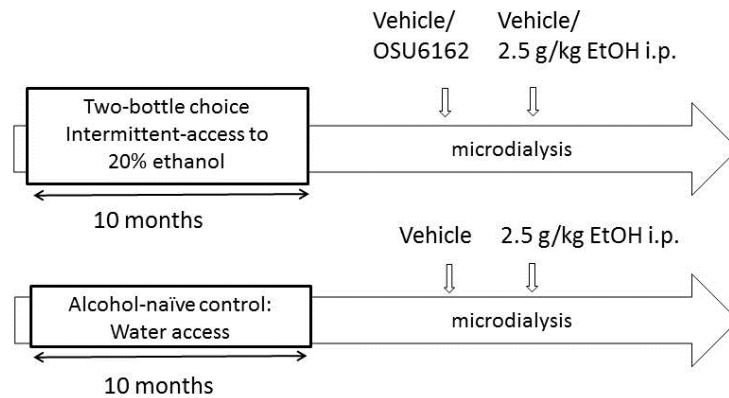 Vehicle/ Vehicle/
OSU6162 2.5 g/kg EtOH i.p.
Two-bottle choice
Intermittent-access to
20% ethanol
microdialysis
10 months
Vehicle 2.5 g/kg EtOH i.p.
Alcohol-naïve control:
Water access
microdialysis
10 months